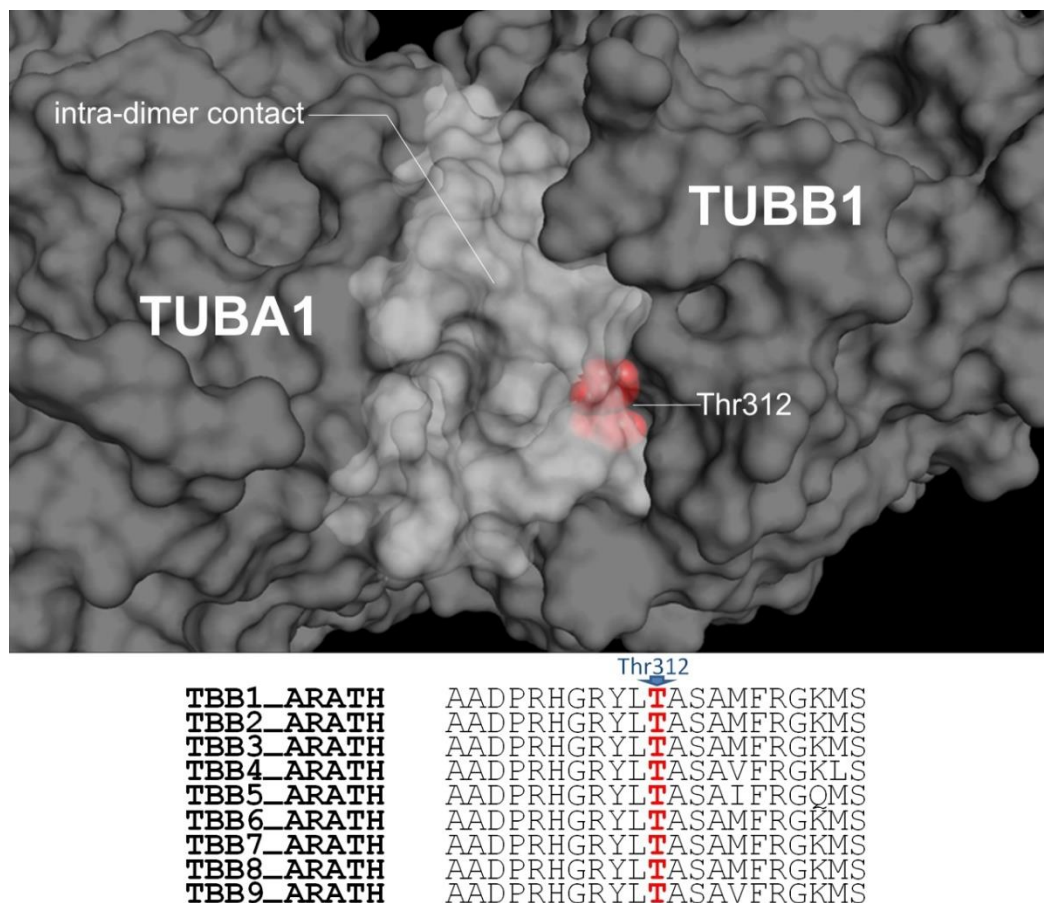 intra-dimer contact
TUBB1
TUBA1
Thr312
Thr312
TBB1_ARATH AADPRHGRYLTASAMFRGKMS
TBB2_ARATH AADPRHGRYLTASAMFRGKMS
TBB3_ARATH AADPRHGRYLTASAMFRGKMS
TBB4_ARATH AADPRHGRYLTASAVFRGKLS
TBB5_ARATH AADPRHGRYLTASAIFRGQMS
TBB6_ARATH AADPRHGRYLTASAMFRGKMS
TBB7_ARATH AADPRHGRYLTASAMFRGKMS
TBB8_ARATH AADPRHGRYLTASAMFRGKMS
TBB9_ARATH AADPRHGRYLTASAVFRGKMS